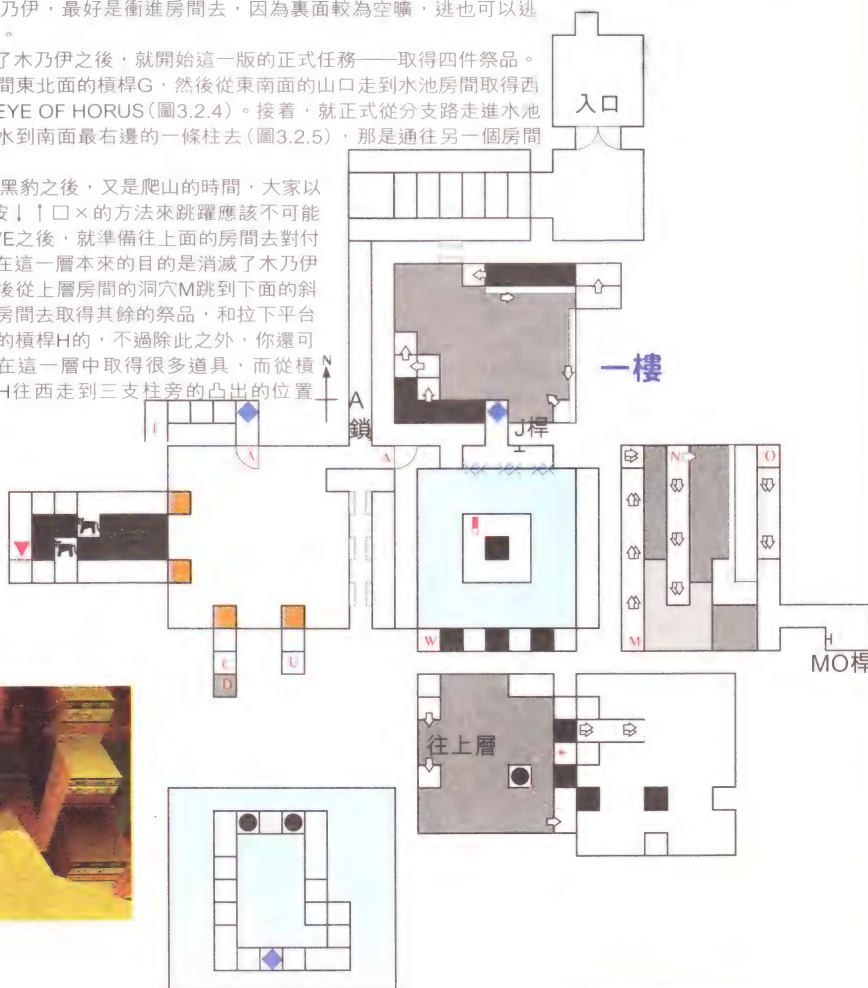 乃伊，最好是衝進房間去，因為裏面較為空曠，逃也可以逃
。
了木乃伊之後，就開始這一版的正式任務——取得四件祭品。
間東北面的槓桿G，然後從東南面的山口走到水池房間取得西
EYE OF HORUS(圖3.2.4)。接着，就正式從分支路走進水池
水到南面最右邊的一條柱去(圖3.2.5)，那是通往另一個房間
黑豹之後，又是爬山的時間，大家以
安↓↑□×的方法來跳躍應該不可能
VE之後，就準備往上面的房間去對付
在這一層本來的目的是消滅了木乃伊
後從上層房間的洞穴M跳到下面的斜
房間去取得其餘的祭品，和拉下平台
的槓桿H的，不過除此之外，你還可
在這一層中取得很多道具，而從槓
H往西走到三支柱旁的凸出的位置
入口
一樓
N
A
鎖
J桿
A
A
N
O
W
M
H
MO桿
U
D
往上層